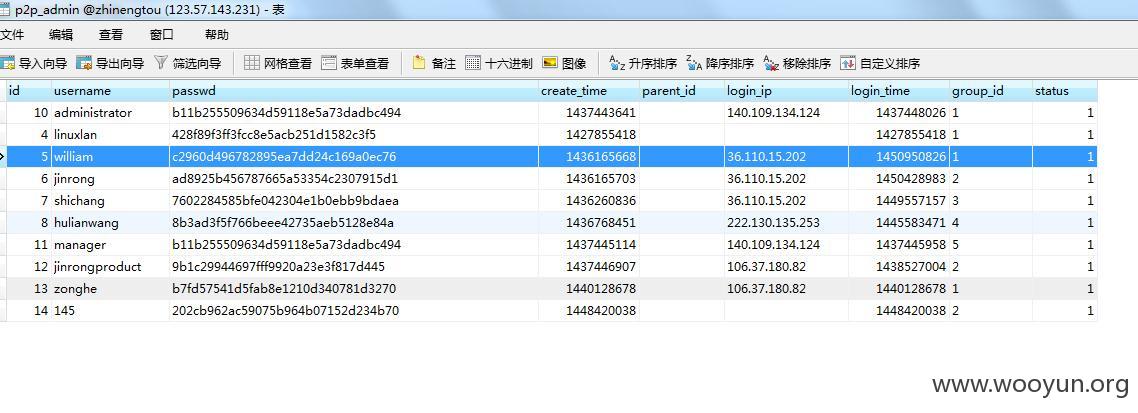 p2p_admin @zhinengtou (123.57.143.231) - 表
文件 编辑 查看 窗口 帮助
导入向导 导出向导 筛选向导 网格查看 表单查看 备注 十六进制 图像 升序排序 降序排序 移除排序 自定义排序
id username passwd create_time parent_id login_ip login_time group_id status
10 administrator b11b255509634d59118e5a73dadbc494 1437443641 140.109.134.124 1437448026 1 1
4 linuxlan 428f89f3ff3fcc8e5acb251d1582c3f5 1427855418 1427855418 1 1
5 william c2960d496782895ea7dd24c169a0ec76 1436165668 36.110.15.202 1450950826 1 1
6 jinrong ad8925b456787665a53354c2307915d1 1436165703 36.110.15.202 1450428983 2 1
7 shichang 7602284585bfe042304e1b0ebb9bdaea 1436260836 36.110.15.202 1449557157 3 1
8 hulianwang 8b3ad3f5f766beee42735aeb5128e84a 1436768451 222.130.135.253 1445583471 4 1
11 manager b11b255509634d59118e5a73dadbc494 1437445114 140.109.134.124 1437445958 5 1
12 jinrongproduct 9b1c29944697fff9920a23e3f817d445 1437446907 106.37.180.82 1438527004 2 1
13 zonghe b7fd57541d5fab8e1210d340781d3270 1440128678 106.37.180.82 1440128678 1 1
14 145 202cb962ac59075b964b07152d234b70 1448420038 1448420038 2 1
www.wooyun.org